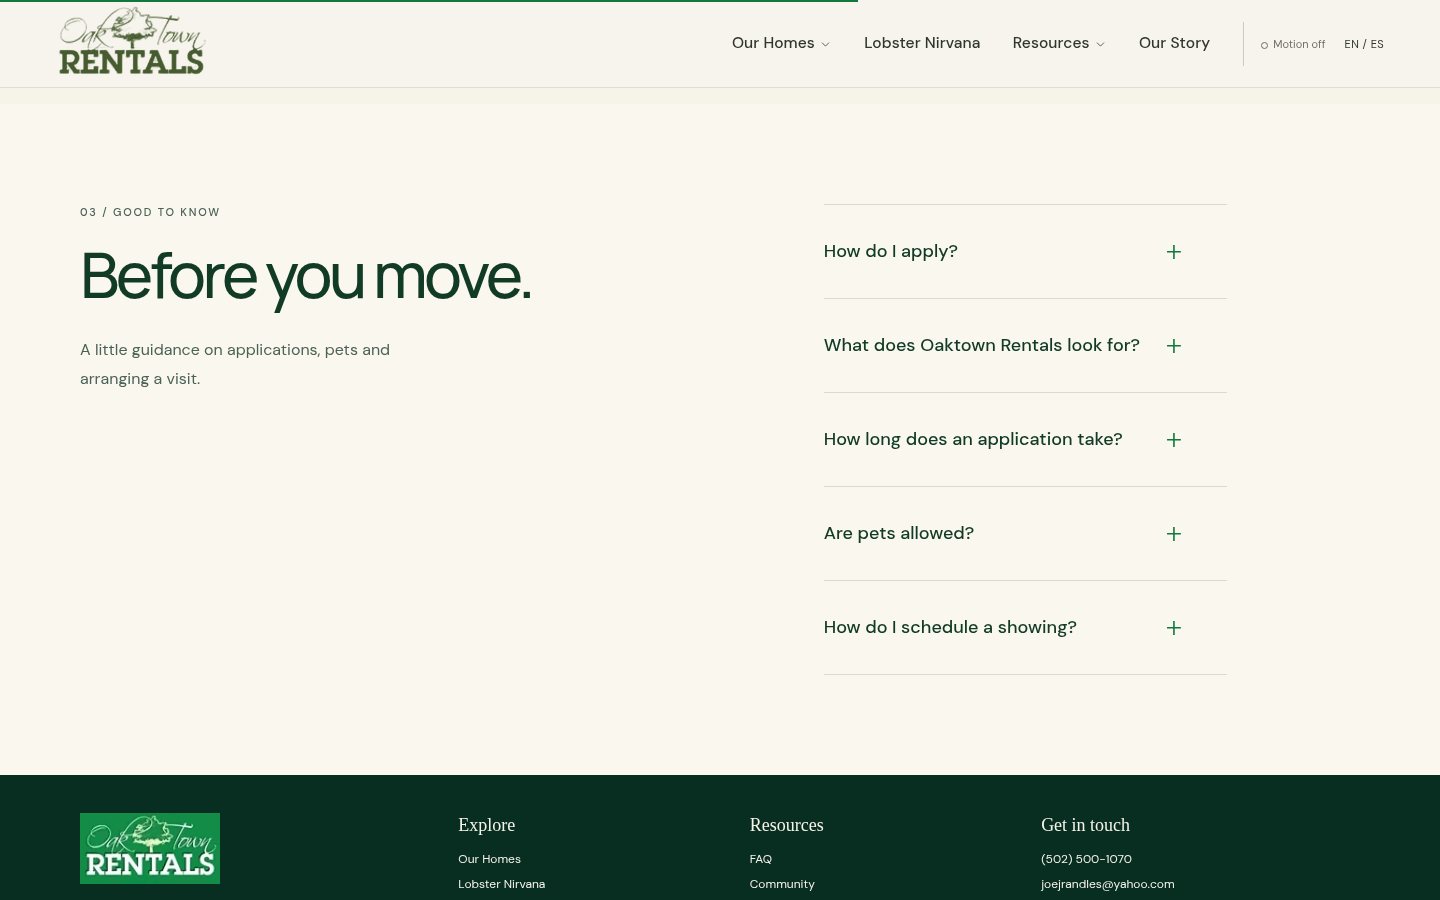 Oak Town
RENTALS
Our Homes
Lobster Nirvana
Resources
Our Story
Motion off
EN / ES
03 / GOOD TO KNOW
Before you move.
A little guidance on applications, pets and
arranging a visit.
How do I apply?
What does Oaktown Rentals look for?
How long does an application take?
Are pets allowed?
How do I schedule a showing?
Oak Town
RENTALS
Explore
Our Homes
Lobster Nirvana
Resources
FAQ
Community
Get in touch
(502) 500-1070
joejrandles@yahoo.com